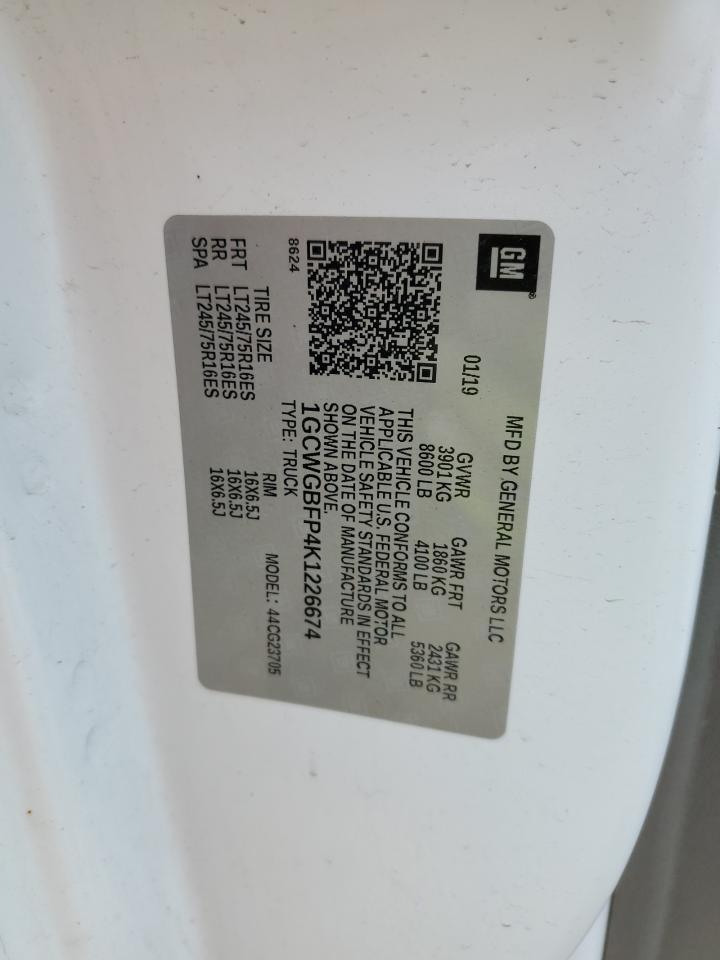 GM
MFD BY GENERAL MOTORS LLC
01/19
GVWR GAWR FRT GAWR RR
3901 KG 1860 KG 2431 KG
8600 LB 4100 LB 5360 LB
THIS VEHICLE CONFORMS TO ALL
APPLICABLE U.S. FEDERAL MOTOR
VEHICLE SAFETY STANDARDS IN EFFECT
ON THE DATE OF MANUFACTURE
SHOWN ABOVE.
1GCWGBFP4K1226674
8624
TYPE: TRUCK
MODEL: 44CG23705
TIRE SIZE RIM
FRT LT245/75R16ES 16X6.5J
RR LT245/75R16ES 16X6.5J
SPA LT245/75R16ES 16X6.5J